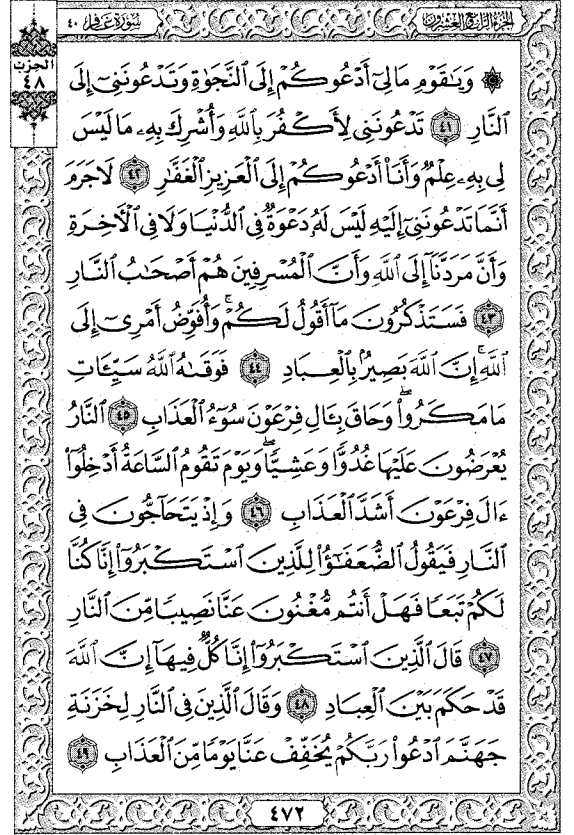 الجزء الرابع والعشرون
سورة غافر ٤٠
الحزب
٤٨
۞ وَيَٰقَوْمِ مَا لِىٓ أَدْعُوكُمْ إِلَى ٱلنَّجَوٰةِ وَتَدْعُونَنِىٓ إِلَى
ٱلنَّارِ ٤١ تَدْعُونَنِى لِأَكْفُرَ بِٱللَّهِ وَأُشْرِكَ بِهِۦ مَا لَيْسَ
لِى بِهِۦ عِلْمٌ وَأَنَا۠ أَدْعُوكُمْ إِلَى ٱلْعَزِيزِ ٱلْغَفَّٰرِ ٤٢ لَا جَرَمَ
أَنَّمَا تَدْعُونَنِىٓ إِلَيْهِ لَيْسَ لَهُۥ دَعْوَةٌ فِى ٱلدُّنْيَا وَلَا فِى ٱلْأَخِرَةِ
وَأَنَّ مَرَدَّنَآ إِلَى ٱللَّهِ وَأَنَّ ٱلْمُسْرِفِينَ هُمْ أَصْحَٰبُ ٱلنَّارِ
٤٣ فَسَتَذْكُرُونَ مَآ أَقُولُ لَكُمْ ۚ وَأُفَوِّضُ أَمْرِىٓ إِلَى
ٱللَّهِ ۚ إِنَّ ٱللَّهَ بَصِيرٌۢ بِٱلْعِبَادِ ٤٤ فَوَقَىٰهُ ٱللَّهُ سَيِّـَٔاتِ
مَا مَكَرُوا۟ ۖ وَحَاقَ بِـَٔالِ فِرْعَوْنَ سُوٓءُ ٱلْعَذَابِ ٤٥ ٱلنَّارُ
يُعْرَضُونَ عَلَيْهَا غُدُوًّا وَعَشِيًّا ۖ وَيَوْمَ تَقُومُ ٱلسَّاعَةُ أَدْخِلُوٓا۟
ءَالَ فِرْعَوْنَ أَشَدَّ ٱلْعَذَابِ ٤٦ وَإِذْ يَتَحَآجُّونَ فِى
ٱلنَّارِ فَيَقُولُ ٱلضُّعَفَٰٓؤُا۟ لِلَّذِينَ ٱسْتَكْبَرُوٓا۟ إِنَّا كُنَّا
لَكُمْ تَبَعًا فَهَلْ أَنتُم مُّغْنُونَ عَنَّا نَصِيبًا مِّنَ ٱلنَّارِ
٤٧ قَالَ ٱلَّذِينَ ٱسْتَكْبَرُوٓا۟ إِنَّا كُلٌّ فِيهَآ إِنَّ ٱللَّهَ
قَدْ حَكَمَ بَيْنَ ٱلْعِبَادِ ٤٨ وَقَالَ ٱلَّذِينَ فِى ٱلنَّارِ لِخَزَنَةِ
جَهَنَّمَ ٱدْعُوا۟ رَبَّكُمْ يُخَفِّفْ عَنَّا يَوْمًا مِّنَ ٱلْعَذَابِ ٤٩
٤٧٢